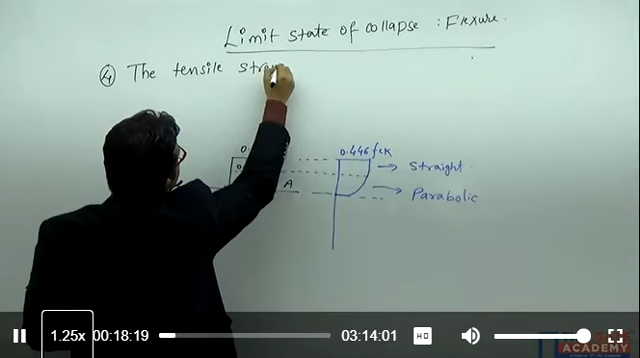 Limit state of collapse : Flexure.
④ The tensile stre
0.446 fck
Straight
Parabolic
A
1.25x 00:18:19 03:14:01 HD
ACADEMY